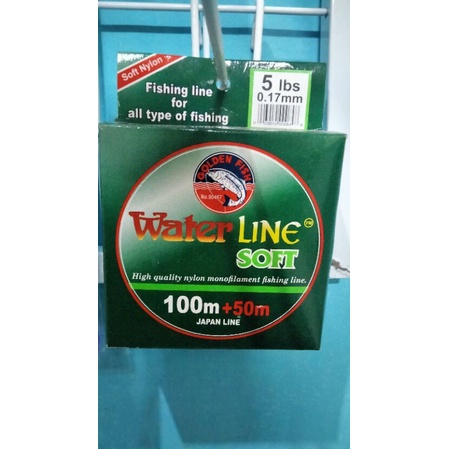 Soft Nylon
Fishing line
for
all type of fishing
5 lbs
0.17mm
GOLDEN FISH
Water LINE
SOFT
High quality nylon monofilament fishing line.
100m+50m
JAPAN LINE